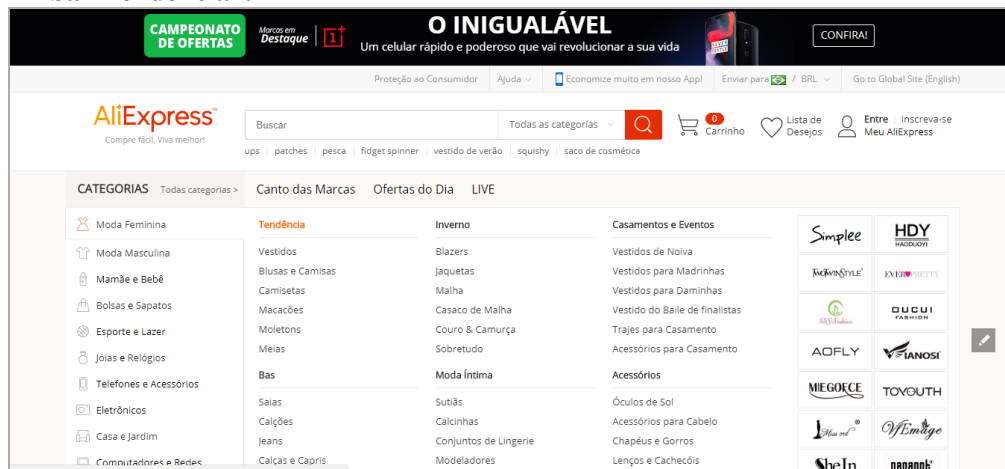 CAMPEONATO
DE OFERTAS
Marcas em
Destaque
O INIGUALÁVEL
Um celular rápido e poderoso que vai revolucionar a sua vida
CONFIRA!
Proteção ao Consumidor Ajuda Economize muito em nosso App! Enviar para / BRL Go to Global Site (English)
AliExpress™
Compre fácil, Viva melhor!
Buscar Todas as categorias
0
Carrinho
Lista de
Desejos
Entre | Inscreva-se
Meu AliExpress
ups | patches | pesca | fidget spinner | vestido de verão | squishy | saco de cosmética
CATEGORIAS Todas categorias > Canto das Marcas Ofertas do Dia LIVE
Moda Feminina
Moda Masculina
Mamãe e Bebê
Bolsas e Sapatos
Esporte e Lazer
Jóias e Relógios
Telefones e Acessórios
Eletrônicos
Casa e Jardim
Computadores e Redes
Tendência
Vestidos
Blusas e Camisas
Camisetas
Macacões
Moletons
Meias
Bas
Saias
Calções
Jeans
Calças e Capris
Inverno
Blazers
Jaquetas
Malha
Casaco de Malha
Couro & Camurça
Sobretudo
Moda Íntima
Sutiãs
Calcinhas
Conjuntos de Lingerie
Modeladores
Casamentos e Eventos
Vestidos de Noiva
Vestidos para Madrinhas
Vestidos para Daminhas
Vestido do Baile de finalistas
Trajes para Casamento
Acessórios para Casamento
Acessórios
Óculos de Sol
Acessórios para Cabelo
Chapéus e Gorros
Lenços e Cachecóis
Simplee
HDY
HAODUOYI
TWOTWINSTYLE
EVER PRETTY
OUCUI
FASHION
AOFLY
VFIANOSI
MIEGOFCE
TOYOUTH
Miss ord
VfEmage
SheIn